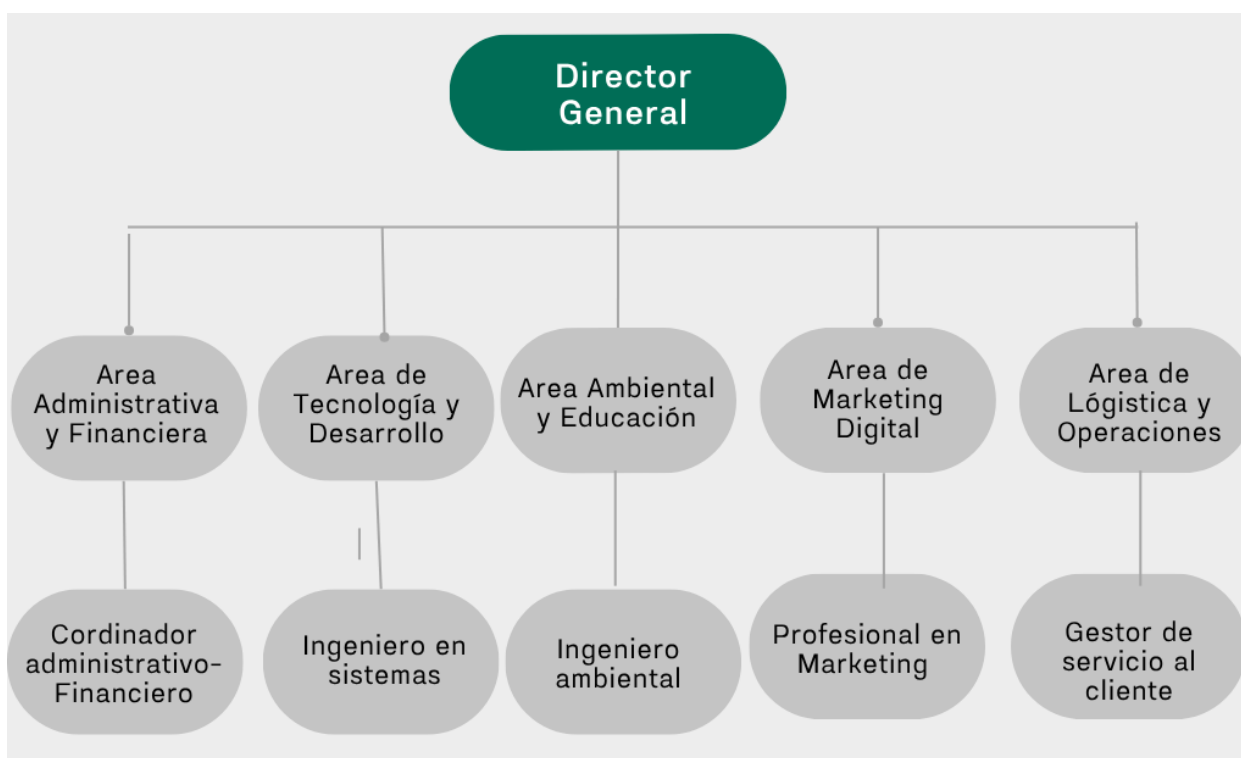 Director
General
Area
Administrativa
y Financiera
Area de
Tecnología y
Desarrollo
Area Ambiental
y Educación
Area de
Marketing
Digital
Area de
Lógistica y
Operaciones
Cordinador
administrativo-
Financiero
Ingeniero en
sistemas
Ingeniero
ambiental
Profesional en
Marketing
Gestor de
servicio al
cliente